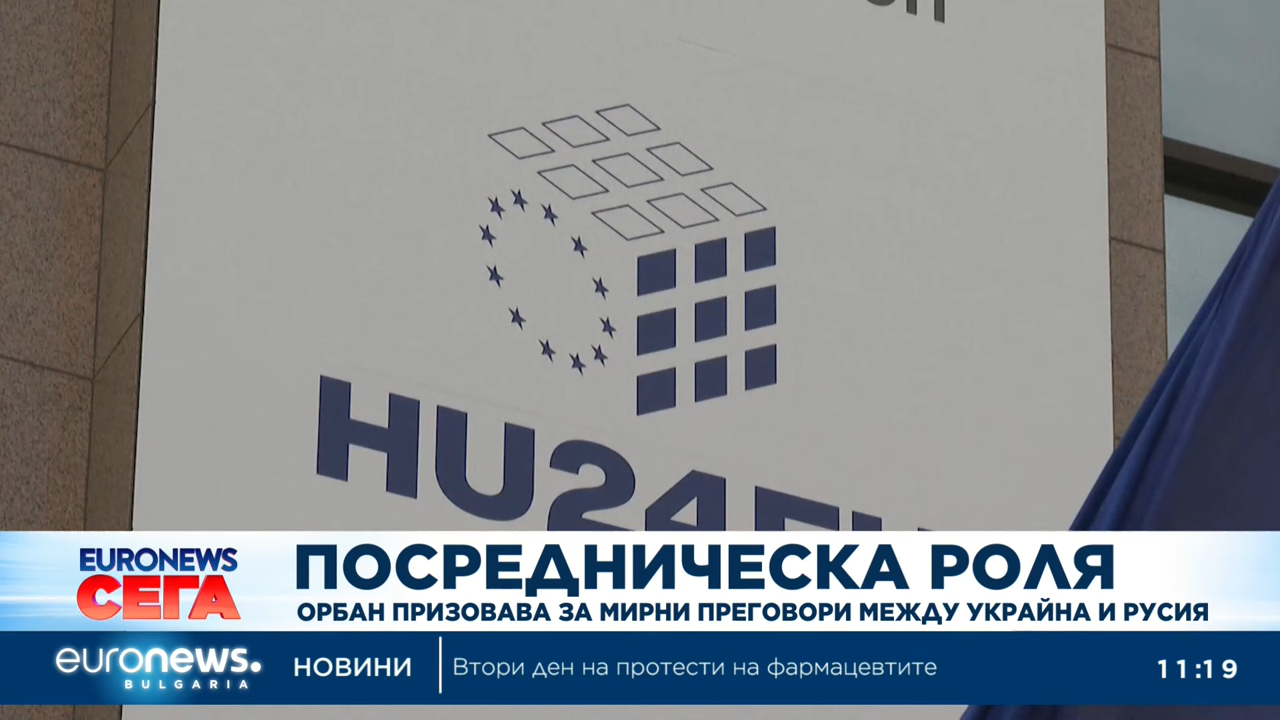 HU24EU
EURONEWS
СЕГА
ПОСРЕДНИЧЕСКА РОЛЯ
ОРБАН ПРИЗОВАВА ЗА МИРНИ ПРЕГОВОРИ МЕЖДУ УКРАЙНА И РУСИЯ
euronews.
BULGARIA
НОВИНИ
Втори ден на протести на фармацевтите
11:19